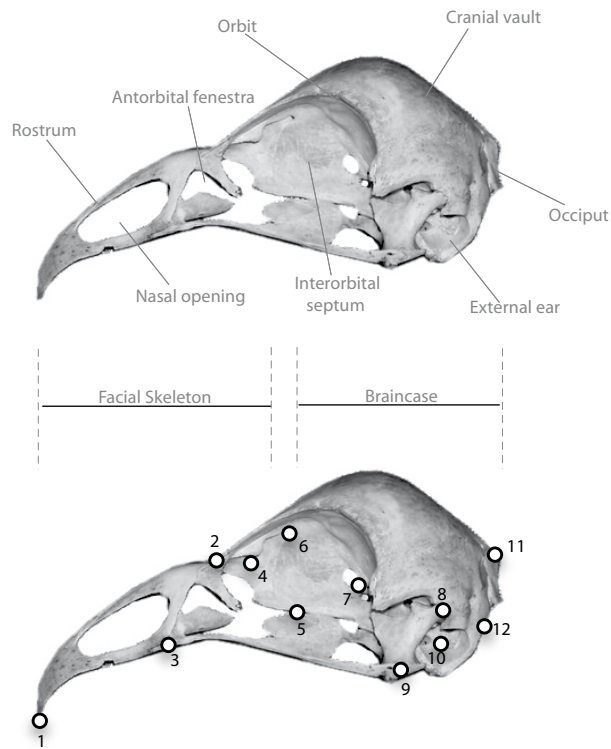 Cranial vault
Orbit
Antorbital fenestra
Rostrum
Occiput
Nasal opening
Interorbital
septum
External ear
Facial Skeleton
Braincase
2
6
11
4
7
8
5
12
3
10
9
1